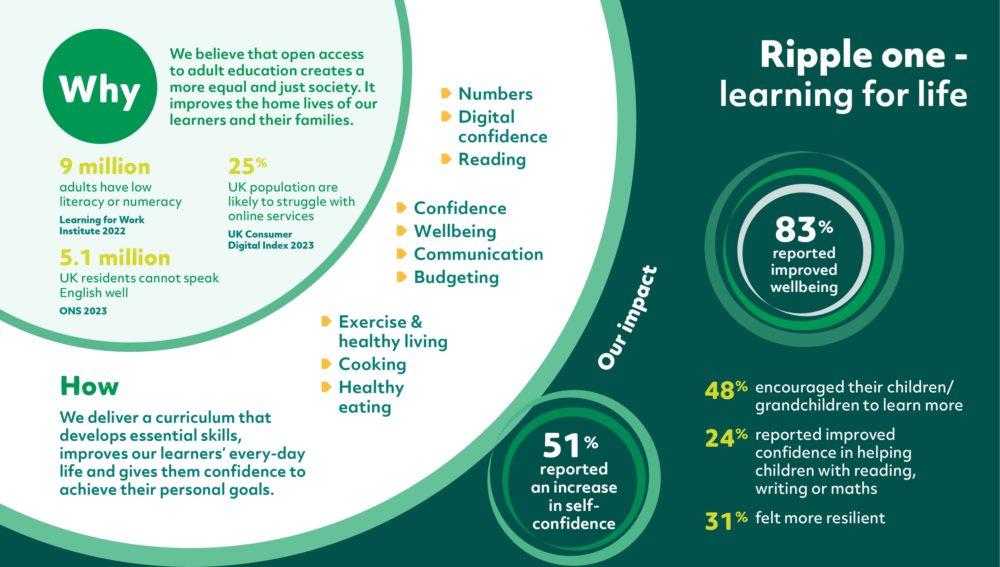 Why
We believe that open access
to adult education creates a
more equal and just society. It
improves the home lives of our
learners and their families.
9 million
adults have low
literacy or numeracy
Learning for Work
Institute 2022
25%
UK population are
likely to struggle with
online services
UK Consumer
Digital Index 2023
5.1 million
UK residents cannot speak
English well
ONS 2023
How
We deliver a curriculum that
develops essential skills,
improves our learners’ every-day
life and gives them confidence to
achieve their personal goals.
Numbers
Digital
confidence
Reading
Confidence
Wellbeing
Communication
Budgeting
Exercise &
healthy living
Cooking
Healthy
eating
Ripple one -
learning for life
Our impact
83%
reported
improved
wellbeing
51%
reported
an increase
in self-
confidence
48% encouraged their children/
grandchildren to learn more
24% reported improved
confidence in helping
children with reading,
writing or maths
31% felt more resilient